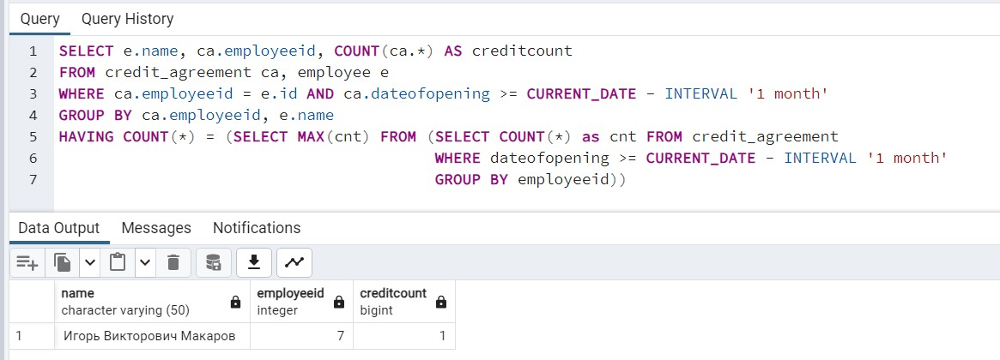 Query Query History
1 SELECT e.name, ca.employeeid, COUNT(ca.*) AS creditcount
2 FROM credit_agreement ca, employee e
3 WHERE ca.employeeid = e.id AND ca.dateofopening >= CURRENT_DATE - INTERVAL '1 month'
4 GROUP BY ca.employeeid, e.name
5 HAVING COUNT(*) = (SELECT MAX(cnt) FROM (SELECT COUNT(*) as cnt FROM credit_agreement
6 WHERE dateofopening >= CURRENT_DATE - INTERVAL '1 month'
7 GROUP BY employeeid))
Data Output Messages Notifications
name employeeid creditcount
character varying (50) integer bigint
1 Игорь Викторович Макаров 7 1